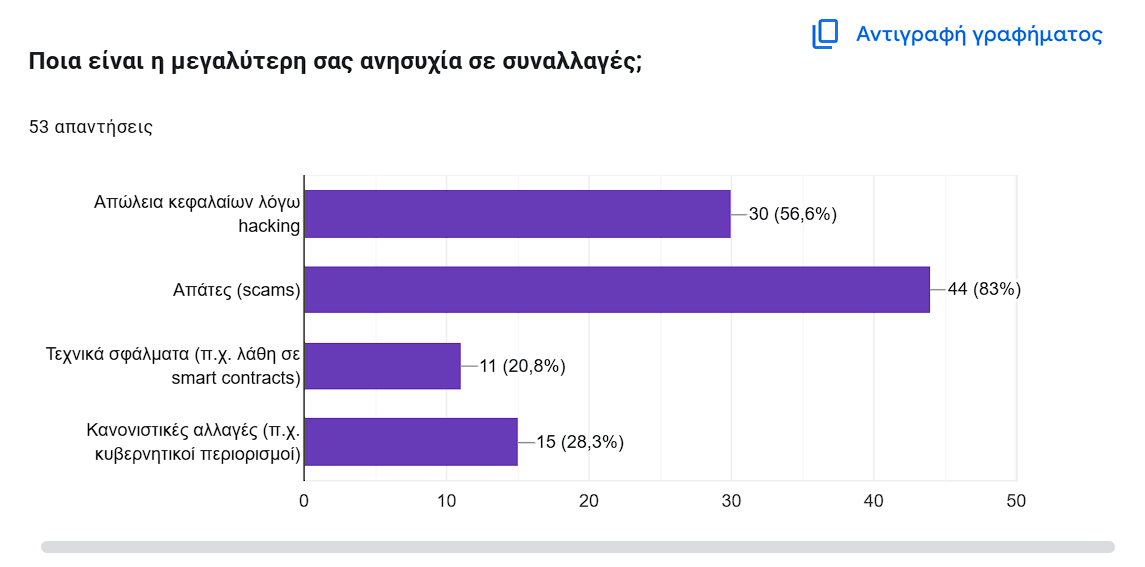 Αντιγραφή γραφήματος
Ποια είναι η μεγαλύτερη σας ανησυχία σε συναλλαγές;
53 απαντήσεις
Απώλεια κεφαλαίων λόγω
hacking
30 (56,6%)
Απάτες (scams)
44 (83%)
Τεχνικά σφάλματα (π.χ. λάθη σε
smart contracts)
11 (20,8%)
Κανονιστικές αλλαγές (π.χ.
κυβερνητικοί περιορισμοί)
15 (28,3%)
0 10 20 30 40 50